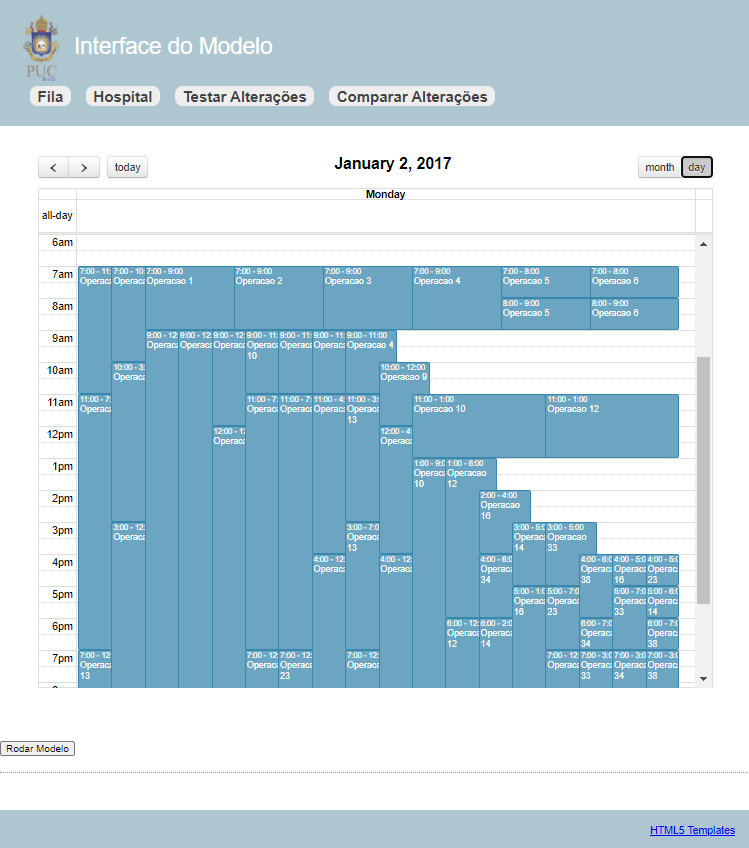 PUC
RIO
Interface do Modelo
Fila Hospital Testar Alterações Comparar Alterações
today
January 2, 2017
month day
Monday
all-day
6am
7am
7:00 - 11: 7:00 - 10: 7:00 - 9:00 7:00 - 9:00 7:00 - 9:00 7:00 - 9:00 7:00 - 8:00 7:00 - 8:00
Operaca Operaca Operacao 1 Operacao 2 Operacao 3 Operacao 4 Operacao 5 Operacao 6
8am
8:00 - 9:00 8:00 - 9:00
Operacao 5 Operacao 6
9am
9:00 - 12: 9:00 - 12: 9:00 - 12: 9:00 - 11: 9:00 - 11: 9:00 - 11: 9:00 - 11:00
Operaca Operaca Operaca Operaca Operaca Operaca Operacao 4
10
10am
10:00 - 3: 10:00 - 12:00
Operaca Operacao 9
11am
11:00 - 7: 11:00 - 7: 11:00 - 7: 11:00 - 4: 11:00 - 3: 11:00 - 1:00 11:00 - 1:00
Operaca Operaca Operaca Operaca Operaca Operacao 10 Operacao 12
13
12pm
12:00 - 12: 12:00 - 4:
Operaca Operaca
1pm
1:00 - 9:0 1:00 - 6:00
Operaca Operacao
10 12
2pm
2:00 - 4:00
Operacao
16
3pm
3:00 - 12: 3:00 - 7:0 3:00 - 5:0 3:00 - 5:00
Operaca Operaca Operaca Operacao
13 14 33
4pm
4:00 - 12: 4:00 - 12: 4:00 - 6:0 4:00 - 6:0 4:00 - 5:0 4:00 - 5:0
Operaca Operaca Operaca Operaca Operaca Operaca
34 38 16 23
5pm
5:00 - 1:0 5:00 - 7:0 5:00 - 7:0 5:00 - 6:0
Operaca Operaca Operaca Operaca
16 23 33 14
6pm
6:00 - 12: 6:00 - 2:0 6:00 - 7:0 6:00 - 7:0
Operaca Operaca Operaca Operaca
12 14 34 38
7pm
7:00 - 12: 7:00 - 12: 7:00 - 12: 7:00 - 12: 7:00 - 12: 7:00 - 3:0 7:00 - 3:0 7:00 - 3:0
Operaca Operaca Operaca Operaca Operaca Operaca Operaca Operaca
13 23 33 34 38
Rodar Modelo
HTML5 Templates